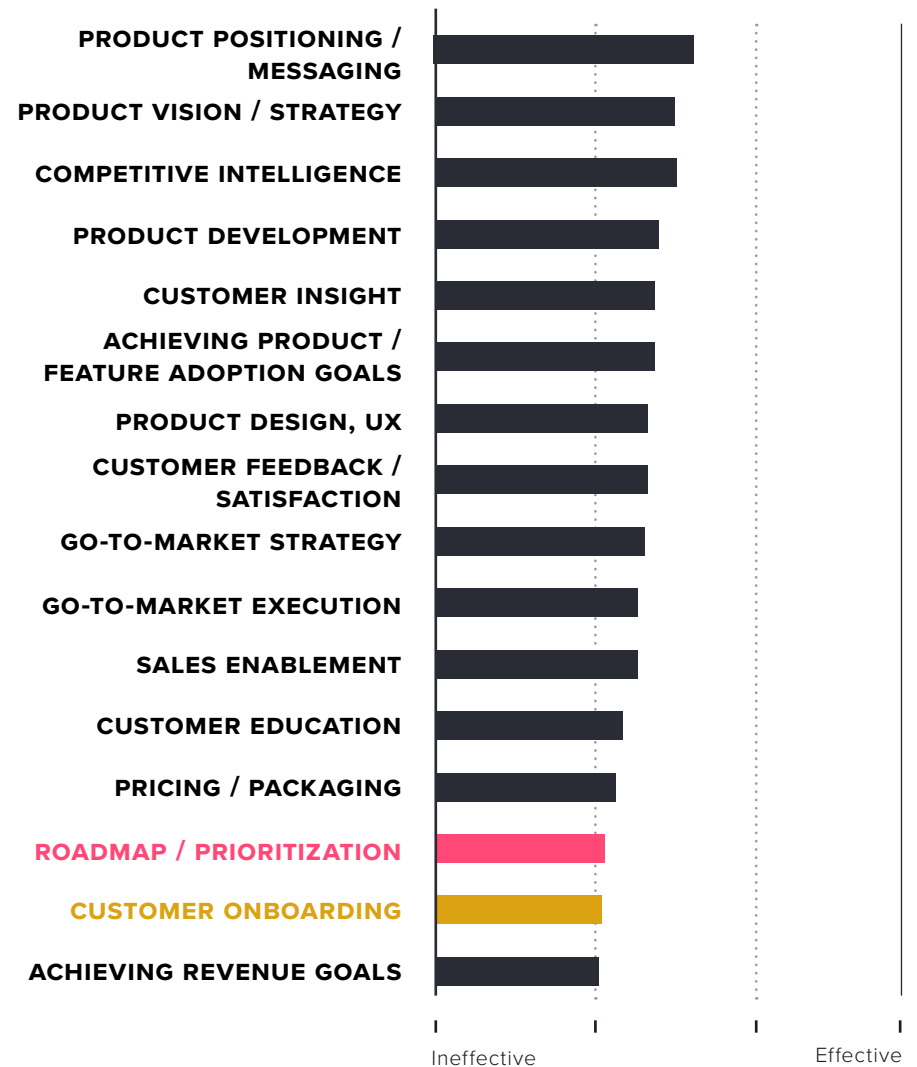 PRODUCT POSITIONING /
MESSAGING
PRODUCT VISION / STRATEGY
COMPETITIVE INTELLIGENCE
PRODUCT DEVELOPMENT
CUSTOMER INSIGHT
ACHIEVING PRODUCT /
FEATURE ADOPTION GOALS
PRODUCT DESIGN, UX
CUSTOMER FEEDBACK /
SATISFACTION
GO-TO-MARKET STRATEGY
GO-TO-MARKET EXECUTION
SALES ENABLEMENT
CUSTOMER EDUCATION
PRICING / PACKAGING
ROADMAP / PRIORITIZATION
CUSTOMER ONBOARDING
ACHIEVING REVENUE GOALS
Ineffective
Effective